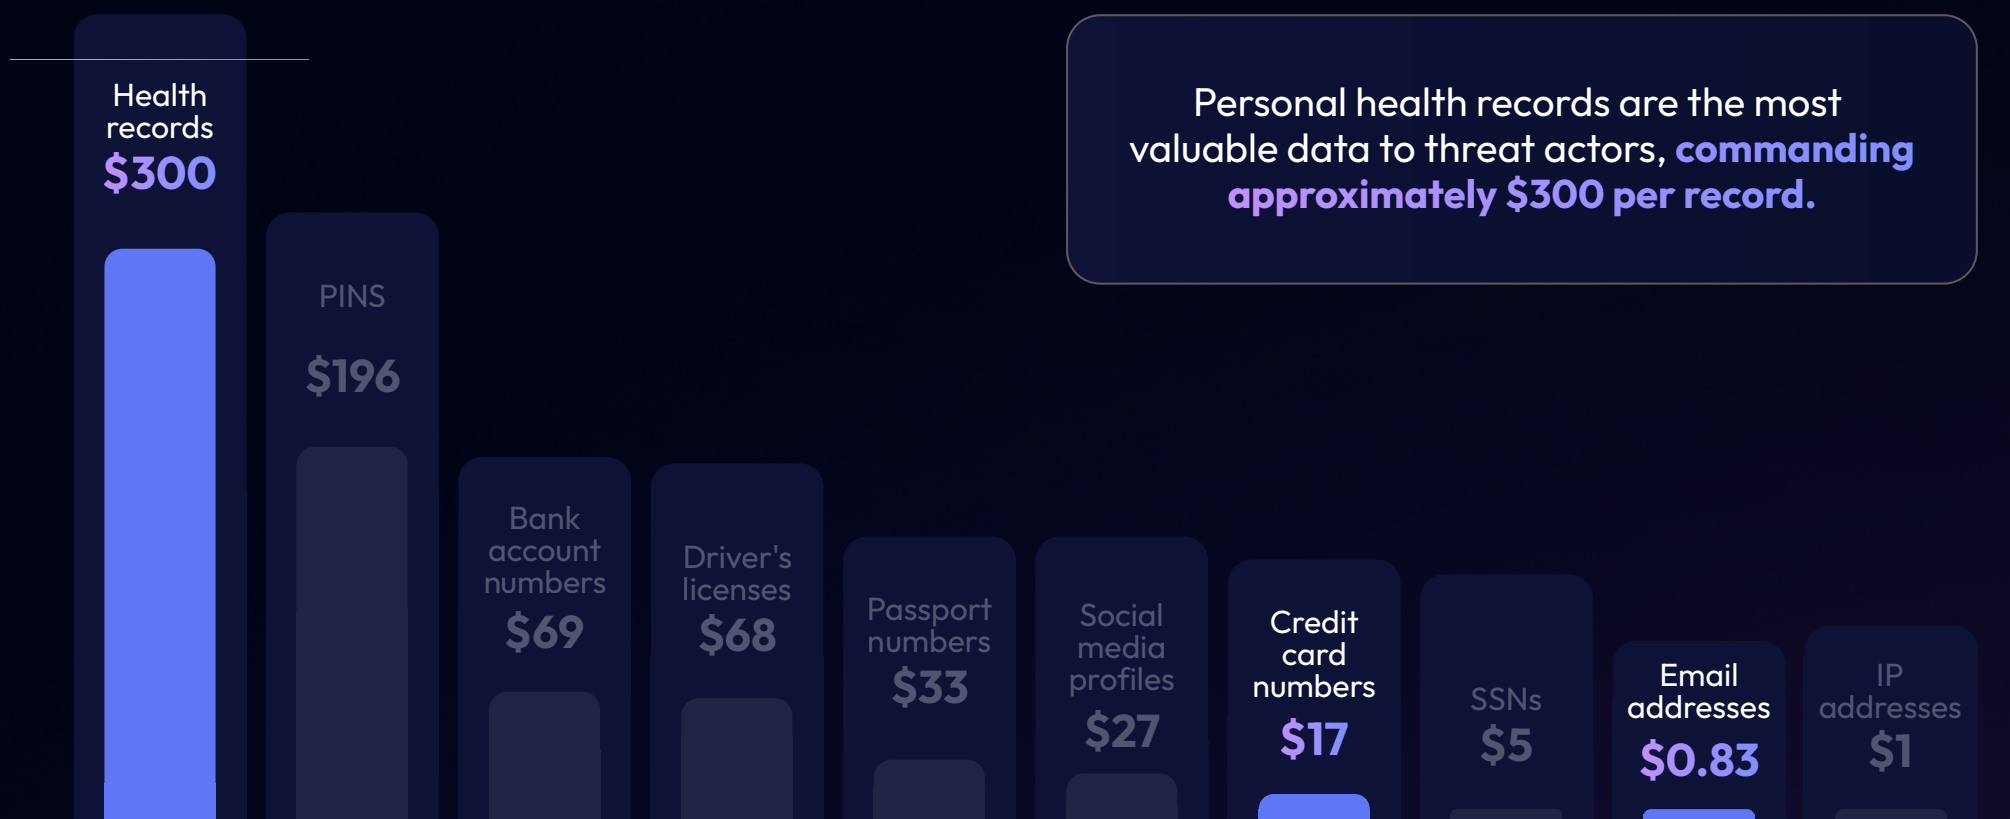 Health
records
$300
Personal health records are the most
valuable data to threat actors, commanding
approximately $300 per record.
PINS
$196
Bank
account
numbers
$69
Driver's
licenses
$68
Passport
numbers
$33
Social
media
profiles
$27
Credit
card
numbers
$17
SSNs
$5
Email
addresses
$0.83
IP
addresses
$1